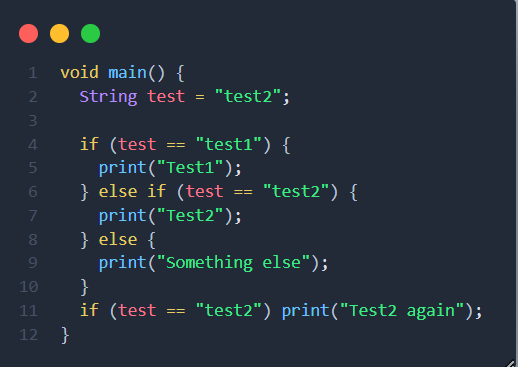 1 void main() {
2   String test = "test2";
3
4   if (test == "test1") {
5     print("Test1");
6   } else if (test == "test2") {
7     print("Test2");
8   } else {
9     print("Something else");
10   }
11   if (test == "test2") print("Test2 again");
12 }